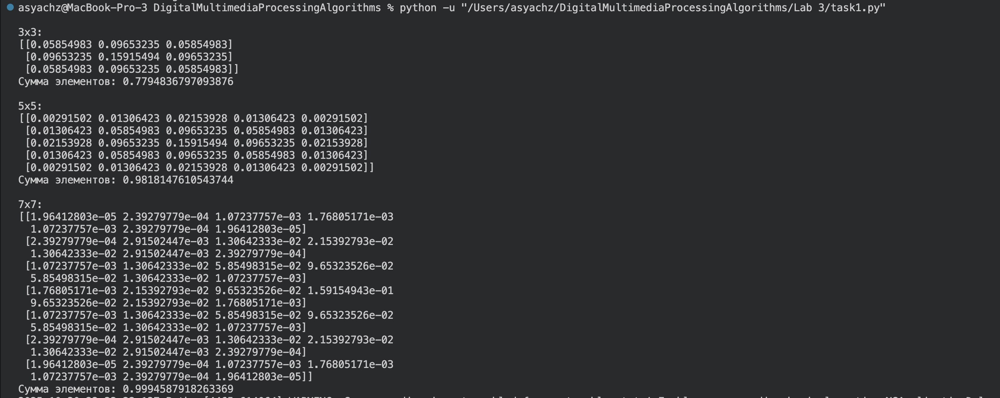 asyachz@MacBook-Pro-3 DigitalMultimediaProcessingAlgorithms % python -u "/Users/asyachz/DigitalMultimediaProcessingAlgorithms/Lab 3/task1.py"
3x3:
[[0.05854983 0.09653235 0.05854983]
[0.09653235 0.15915494 0.09653235]
[0.05854983 0.09653235 0.05854983]]
Сумма элементов: 0.7794836797093876
5x5:
[[0.00291502 0.01306423 0.02153928 0.01306423 0.00291502]
[0.01306423 0.05854983 0.09653235 0.05854983 0.01306423]
[0.02153928 0.09653235 0.15915494 0.09653235 0.02153928]
[0.01306423 0.05854983 0.09653235 0.05854983 0.01306423]
[0.00291502 0.01306423 0.02153928 0.01306423 0.00291502]]
Сумма элементов: 0.9818147610543744
7x7:
[[1.96412803e-05 2.39279779e-04 1.07237757e-03 1.76805171e-03
1.07237757e-03 2.39279779e-04 1.96412803e-05]
[2.39279779e-04 2.91502447e-03 1.30642333e-02 2.15392793e-02
1.30642333e-02 2.91502447e-03 2.39279779e-04]
[1.07237757e-03 1.30642333e-02 5.85498315e-02 9.65323526e-02
5.85498315e-02 1.30642333e-02 1.07237757e-03]
[1.76805171e-03 2.15392793e-02 9.65323526e-02 1.59154943e-01
9.65323526e-02 2.15392793e-02 1.76805171e-03]
[1.07237757e-03 1.30642333e-02 5.85498315e-02 9.65323526e-02
5.85498315e-02 1.30642333e-02 1.07237757e-03]
[2.39279779e-04 2.91502447e-03 1.30642333e-02 2.15392793e-02
1.30642333e-02 2.91502447e-03 2.39279779e-04]
[1.96412803e-05 2.39279779e-04 1.07237757e-03 1.76805171e-03
1.07237757e-03 2.39279779e-04 1.96412803e-05]]
Сумма элементов: 0.9994587918263369